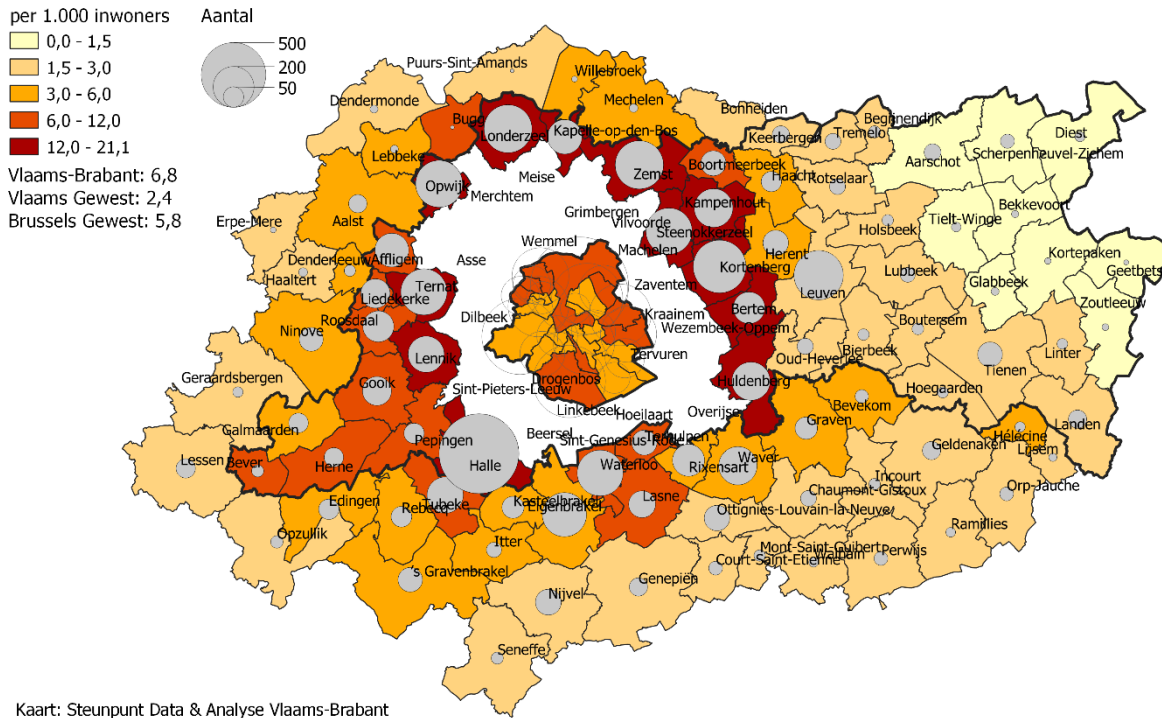 per 1.000 inwoners
Aantal
0,0 - 1,5
1,5 - 3,0
3,0 - 6,0
6,0 - 12,0
12,0 - 21,1
500
200
50
Vlaams-Brabant: 6,8
Vlaams Gewest: 2,4
Brussels Gewest: 5,8
Puurs-Sint-Amands
Willebroek
Dendermonde
Mechelen
Bonheiden
Begijnendijk
Diest
Londerzeel
Kapelle-op-den-Bos
Keerbergen
Tremelo
Scherpenheuvel-Zichem
Lebbeke
Zemst
Boortmeerbeek
Haacht
Aarschot
Opwijk
Meise
Rotselaar
Merchtem
Kampenhout
Bekkevoort
Erpe-Mere
Aalst
Grimbergen
Vilvoorde
Steenokkerzeel
Holsbeek
Tielt-Winge
Wemmel
Machelen
Herent
Denderleeuw
Affligem
Asse
Kortenberg
Kortenaken
Geetbets
Haaltert
Ternat
Zaventem
Leuven
Lubbeek
Glabbeek
Liedekerke
Zoutleeuw
Roosdaal
Dilbeek
Kraainem
Bertem
Boutersem
Ninove
Wezembeek-Oppem
Bierbeek
Linter
Lennik
Tervuren
Oud-Heverlee
Tienen
Geraardsbergen
Gooik
Sint-Pieters-Leeuw
Drogenbos
Huldenberg
Hoegaarden
Linkebeek
Hoeilaart
Overijse
Bevekom
Galmaarden
Pepingen
Beersel
Sint-Genesius-Rode
Terhulpen
Graven
Landen
Hélécine
Lessen
Bever
Herne
Halle
Waterloo
Rixensart
Waver
Geldenaken
Lijsem
Edingen
Rebecq
Tubeke
Kasteelbrakel
Eigenbrakel
Lasne
Incourt
Chaumont-Gistoux
Orp-Jauche
Opzullik
Ottignies-Louvain-la-Neuve
Ramillies
Itter
Mont-Saint-Guibert
Walhain
Perwijs
's Gravenbrakel
Court-Saint-Etienne
Nijvel
Genepiën
Seneffe
Kaart: Steunpunt Data & Analyse Vlaams-Brabant